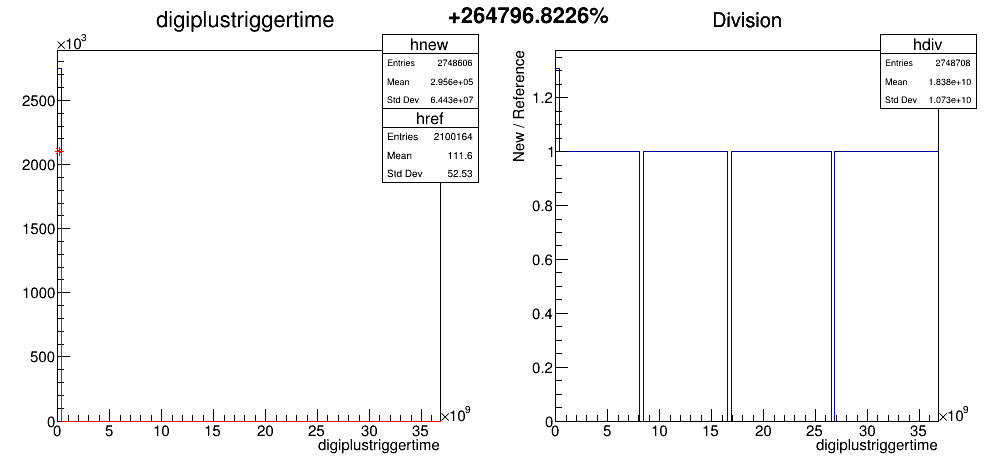 digiplustriggertime
+264796.8226%
Division
×10³
hnew
Entries 2748606
Mean 2.956e+05
Std Dev 6.443e+07
href
Entries 2100164
Mean 111.6
Std Dev 52.53
2500
2000
1500
1000
500
0
0 5 10 15 20 25 30 35
×10⁹
digiplustriggertime
hdiv
Entries 2748708
Mean 1.838e+10
Std Dev 1.073e+10
New / Reference
1.2
1
0.8
0.6
0.4
0.2
0
0 5 10 15 20 25 30 35
×10⁹
digiplustriggertime